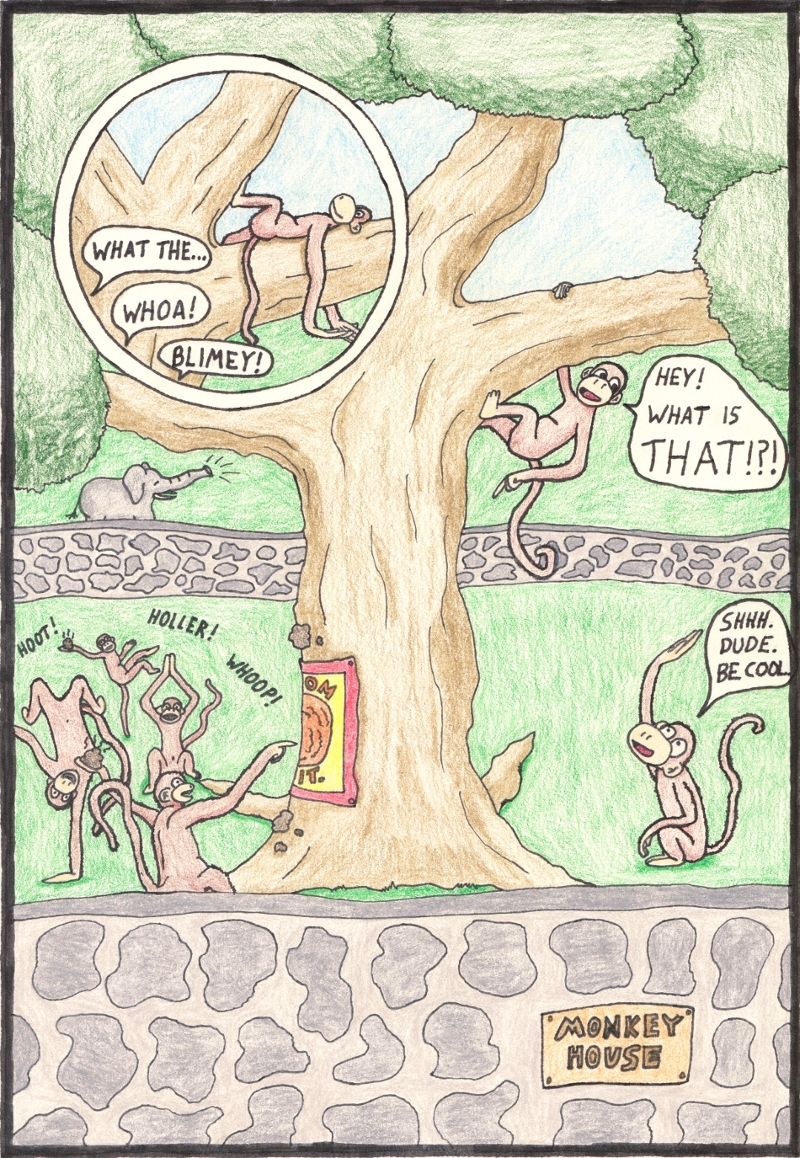 WHAT THE...
WHOA!
BLIMEY!
HEY!
WHAT IS
THAT!?!
HOOT!
HOLLER!
WHOOP!
OM
IT.
SHHH.
DUDE.
BE COOL.
MONKEY
HOUSE